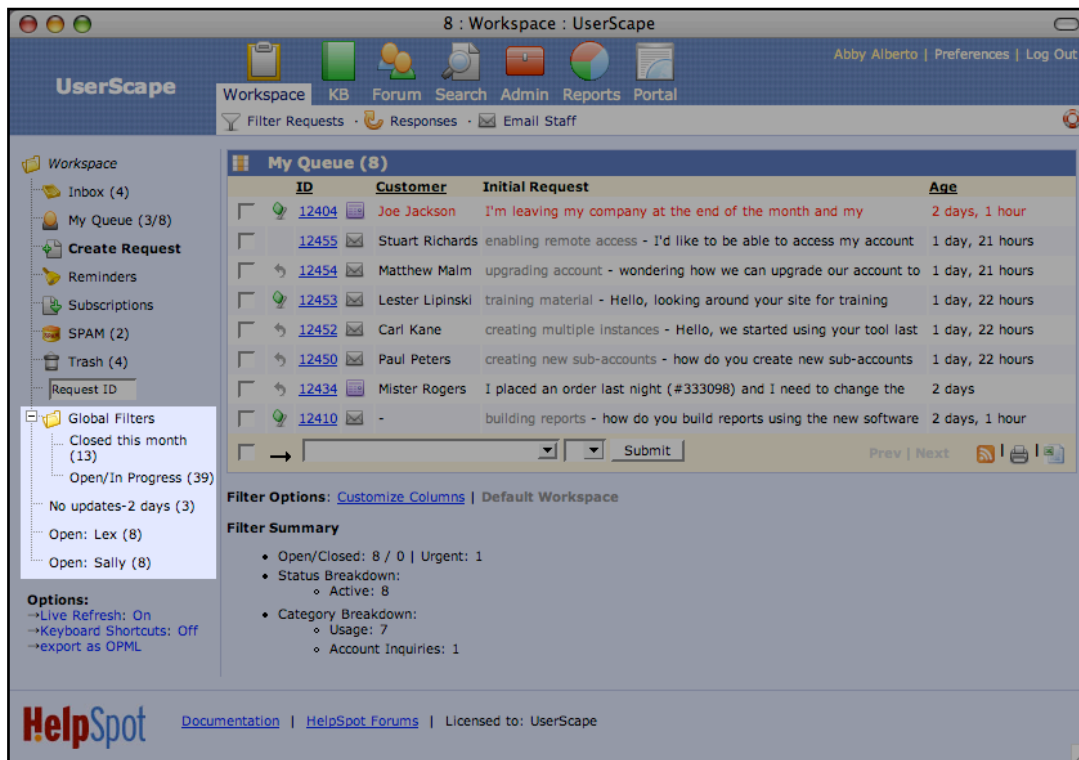 8 : Workspace : UserScape
Abby Alberto | Preferences | Log Out
UserScape
Workspace KB Forum Search Admin Reports Portal
Filter Requests · Responses · Email Staff
Workspace
Inbox (4)
My Queue (3/8)
Create Request
Reminders
Subscriptions
SPAM (2)
Trash (4)
Request ID
Global Filters
Closed this month
(13)
Open/In Progress (39)
No updates-2 days (3)
Open: Lex (8)
Open: Sally (8)
Options:
→Live Refresh: On
→Keyboard Shortcuts: Off
→export as OPML
My Queue (8)
ID Customer Initial Request Age
12404 Joe Jackson I'm leaving my company at the end of the month and my 2 days, 1 hour
12455 Stuart Richards enabling remote access - I'd like to be able to access my account 1 day, 21 hours
12454 Matthew Malm upgrading account - wondering how we can upgrade our account to 1 day, 21 hours
12453 Lester Lipinski training material - Hello, looking around your site for training 1 day, 22 hours
12452 Carl Kane creating multiple instances - Hello, we started using your tool last 1 day, 22 hours
12450 Paul Peters creating new sub-accounts - how do you create new sub-accounts 1 day, 22 hours
12434 Mister Rogers I placed an order last night (#333098) and I need to change the 2 days
12410 - building reports - how do you build reports using the new software 2 days, 1 hour
→ Submit Prev | Next
Filter Options: Customize Columns | Default Workspace
Filter Summary
• Open/Closed: 8 / 0 | Urgent: 1
• Status Breakdown:
◦ Active: 8
• Category Breakdown:
◦ Usage: 7
◦ Account Inquiries: 1
HelpSpot
Documentation | HelpSpot Forums | Licensed to: UserScape